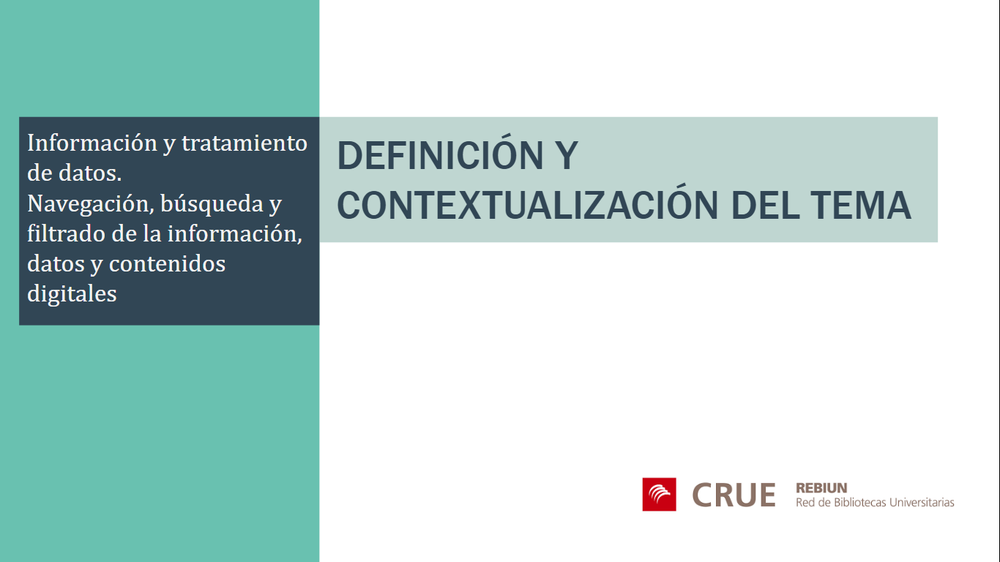 Información y tratamiento
de datos.
Navegación, búsqueda y
filtrado de la información,
datos y contenidos
digitales
DEFINICIÓN Y
CONTEXTUALIZACIÓN DEL TEMA
CRUE
REBIUN
Red de Bibliotecas Universitarias